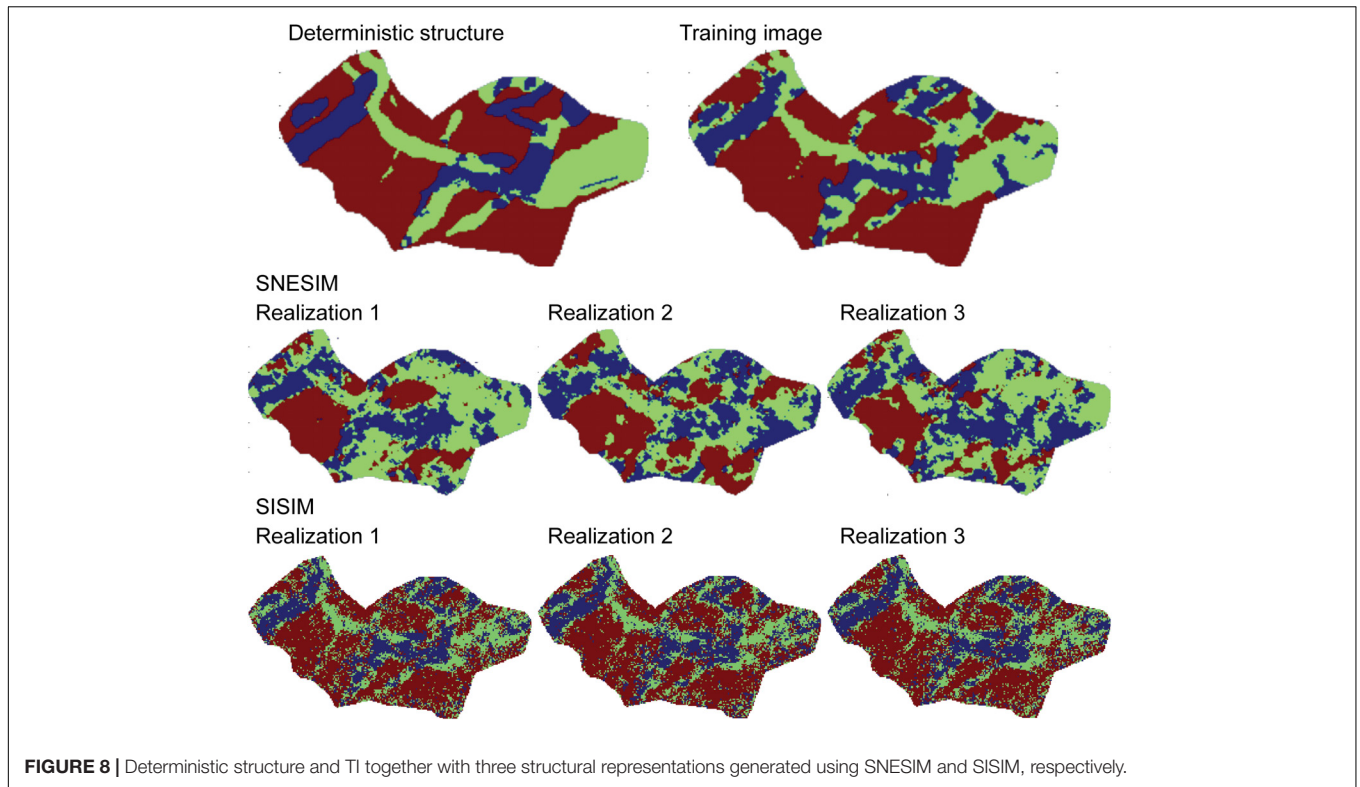 Deterministic structure
Training image
SNESIM
Realization 1
Realization 2
Realization 3
SISIM
Realization 1
Realization 2
Realization 3
FIGURE 8 | Deterministic structure and TI together with three structural representations generated using SNESIM and SISIM, respectively.